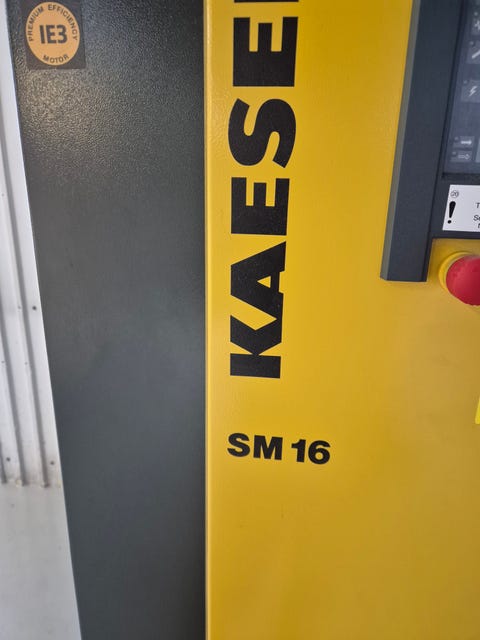 PREMIUM EFFICIENCY
IE3
MOTOR
KAESE
SM 16